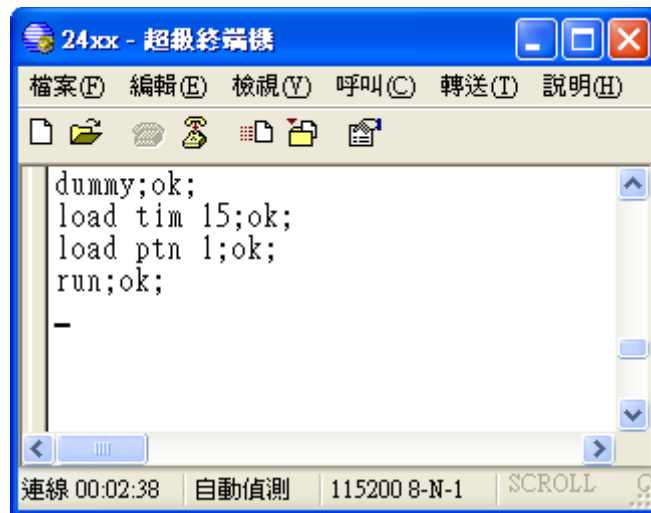 24xx - 超級終端機
檔案(F) 編輯(E) 檢視(V) 呼叫(C) 轉送(T) 說明(H)
dummy;ok;
load tim 15;ok;
load ptn 1;ok;
run;ok;
連線 00:02:38 自動偵測 115200 8-N-1 SCROLL